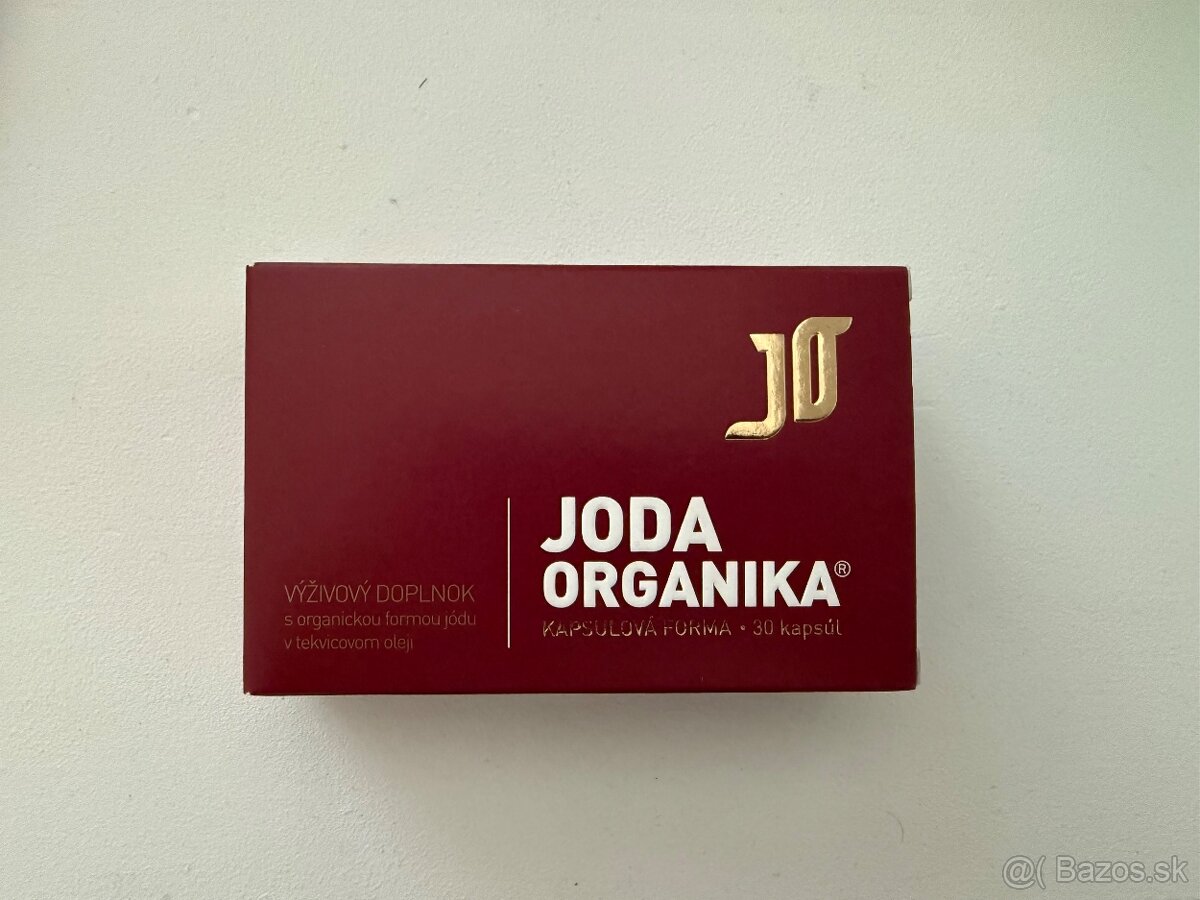 JO
JODA
ORGANIKA®
KAPSULOVÁ FORMA • 30 kapsúl
VÝŽIVOVÝ DOPLNOK
s organickou formou jódu
v tekvicovom oleji
@( Bazos.sk